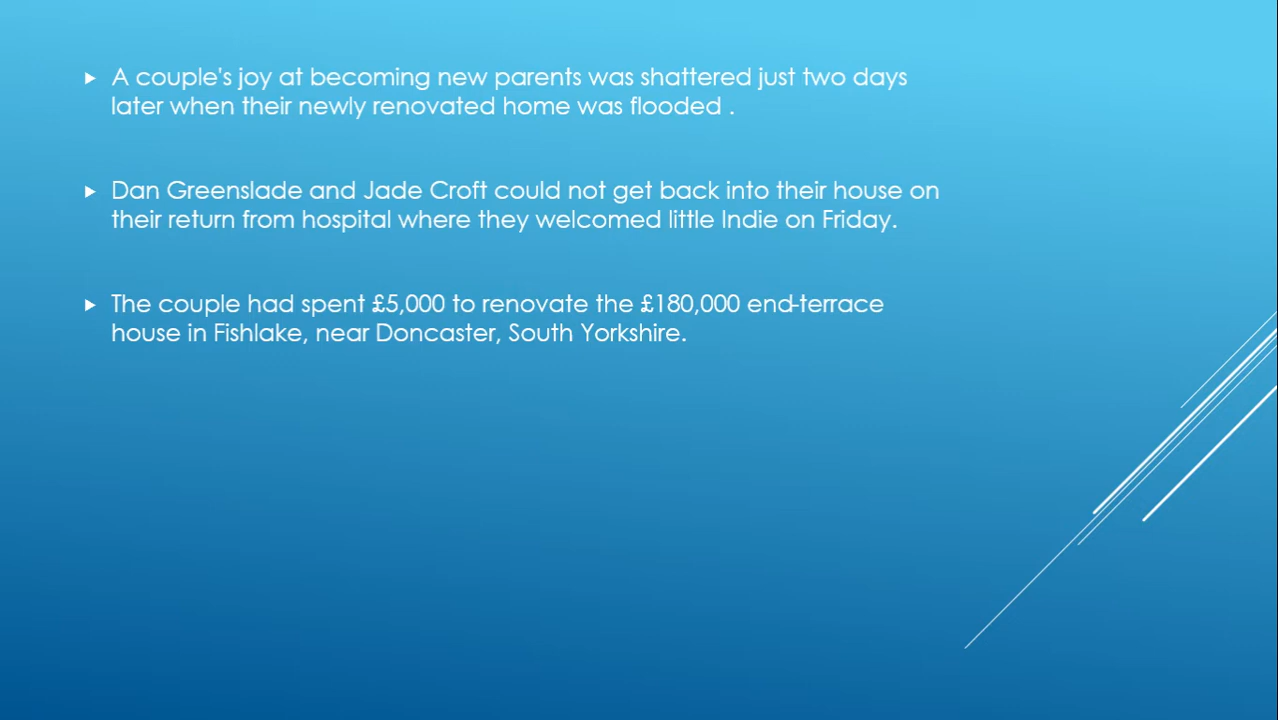 A couple's joy at becoming new parents was shattered just two days
later when their newly renovated home was flooded .
Dan Greenslade and Jade Croft could not get back into their house on
their return from hospital where they welcomed little Indie on Friday.
The couple had spent £5,000 to renovate the £180,000 end-terrace
house in Fishlake, near Doncaster, South Yorkshire.